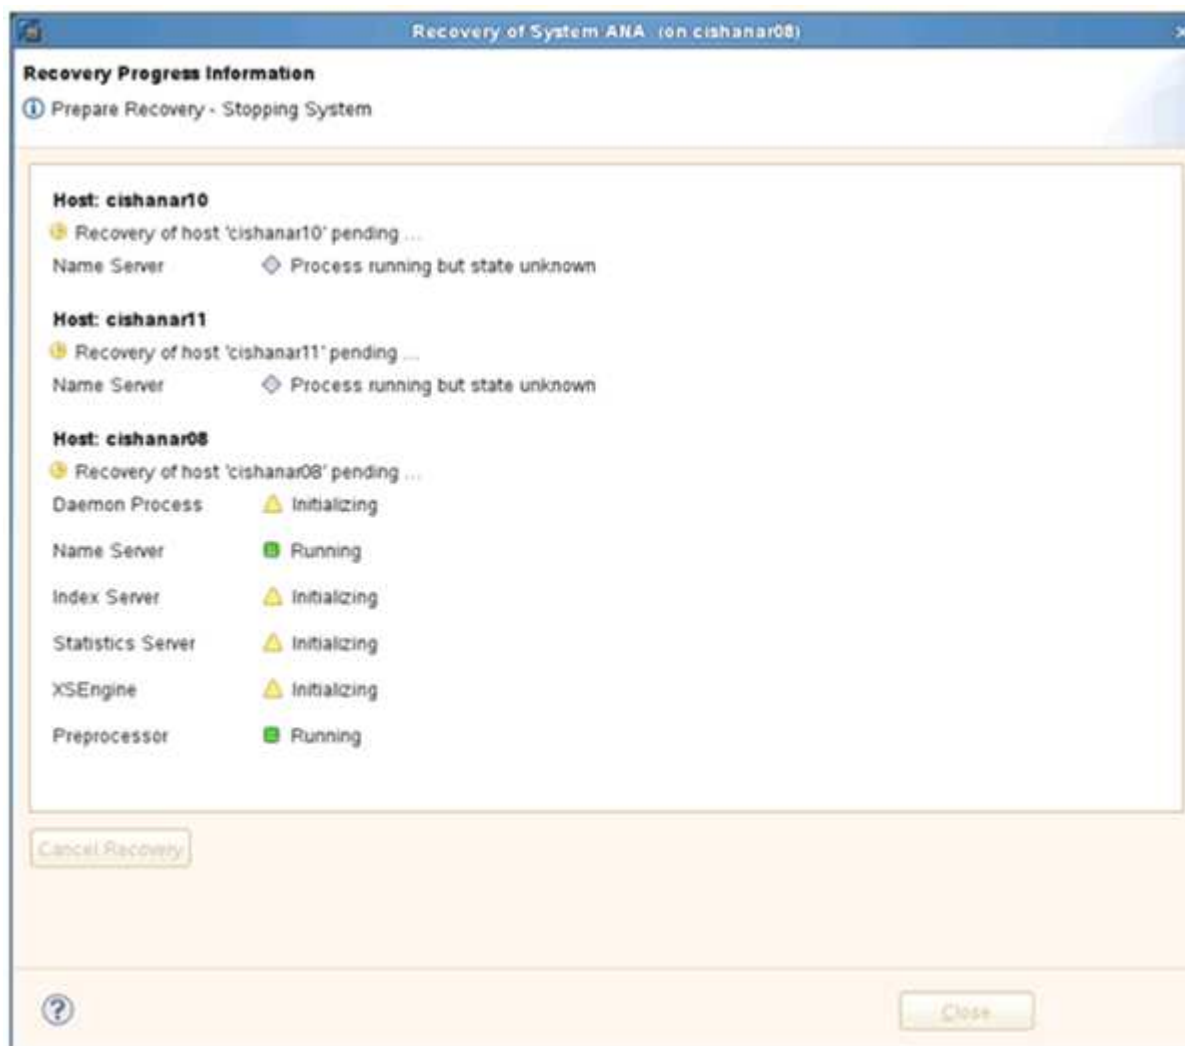 Recovery of System ANA (on cishanar08)
Recovery Progress Information
Prepare Recovery - Stopping System
Host: cishanar10
Recovery of host 'cishanar10' pending ...
Name Server Process running but state unknown
Host: cishanar11
Recovery of host 'cishanar11' pending ...
Name Server Process running but state unknown
Host: cishanar08
Recovery of host 'cishanar08' pending ...
Daemon Process Initializing
Name Server Running
Index Server Initializing
Statistics Server Initializing
XSEngine Initializing
Preprocessor Running
Cancel Recovery
? Close